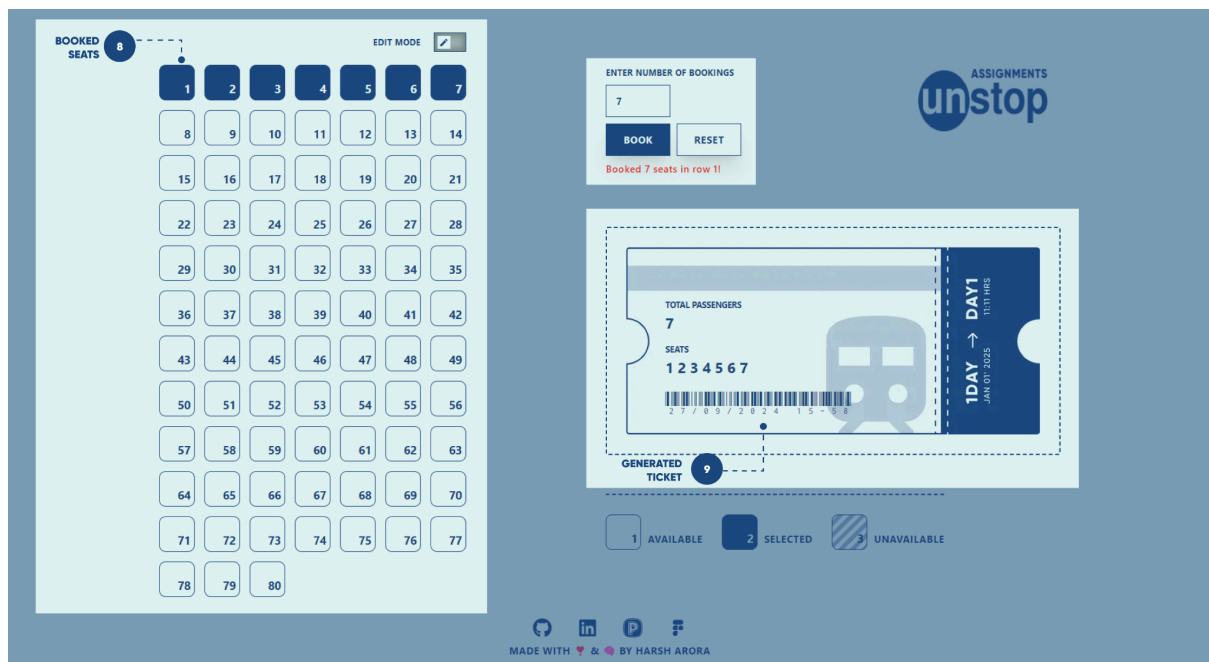 BOOKED
SEATS
8
EDIT MODE
1 2 3 4 5 6 7
8 9 10 11 12 13 14
15 16 17 18 19 20 21
22 23 24 25 26 27 28
29 30 31 32 33 34 35
36 37 38 39 40 41 42
43 44 45 46 47 48 49
50 51 52 53 54 55 56
57 58 59 60 61 62 63
64 65 66 67 68 69 70
71 72 73 74 75 76 77
78 79 80
ENTER NUMBER OF BOOKINGS
7
BOOK RESET
Booked 7 seats in row 1!
ASSIGNMENTS
unstop
TOTAL PASSENGERS
7
SEATS
1 2 3 4 5 6 7
27/09/2024 15-58
1DAY → DAY1
JAN 01' 2025 11:11 HRS
GENERATED
TICKET
9
1 AVAILABLE 2 SELECTED 3 UNAVAILABLE
MADE WITH ❣ & 🧠 BY HARSH ARORA